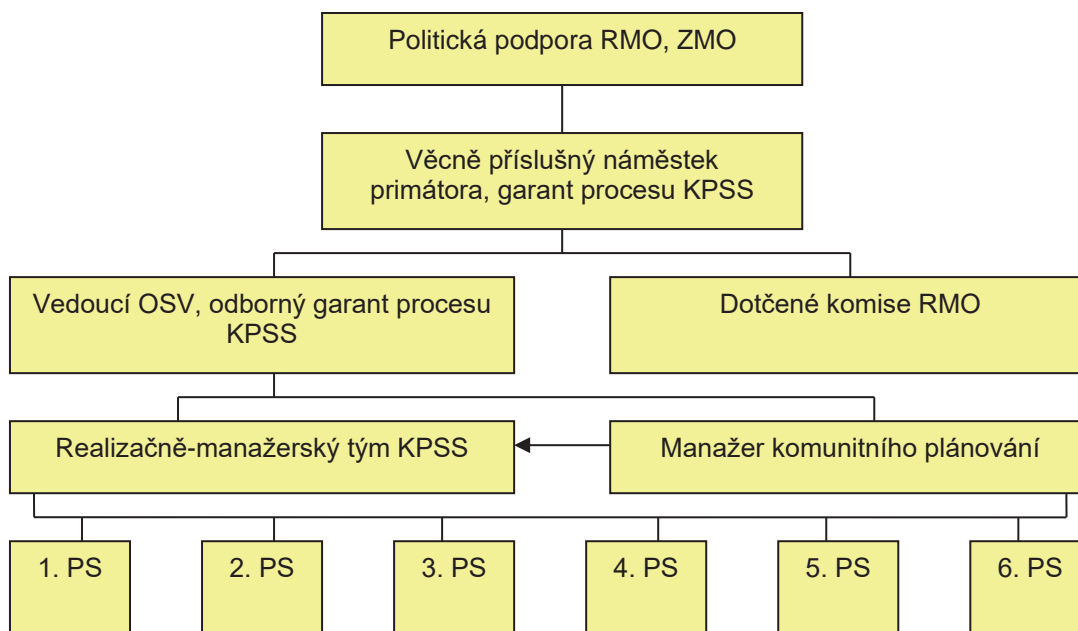 Politická podpora RMO, ZMO
Věcně příslušný náměstek
primátora, garant procesu KPSS
Vedoucí OSV, odborný garant procesu
KPSS
Dotčené komise RMO
Realizačně-manažerský tým KPSS
Manažer komunitního plánování
1. PS
2. PS
3. PS
4. PS
5. PS
6. PS